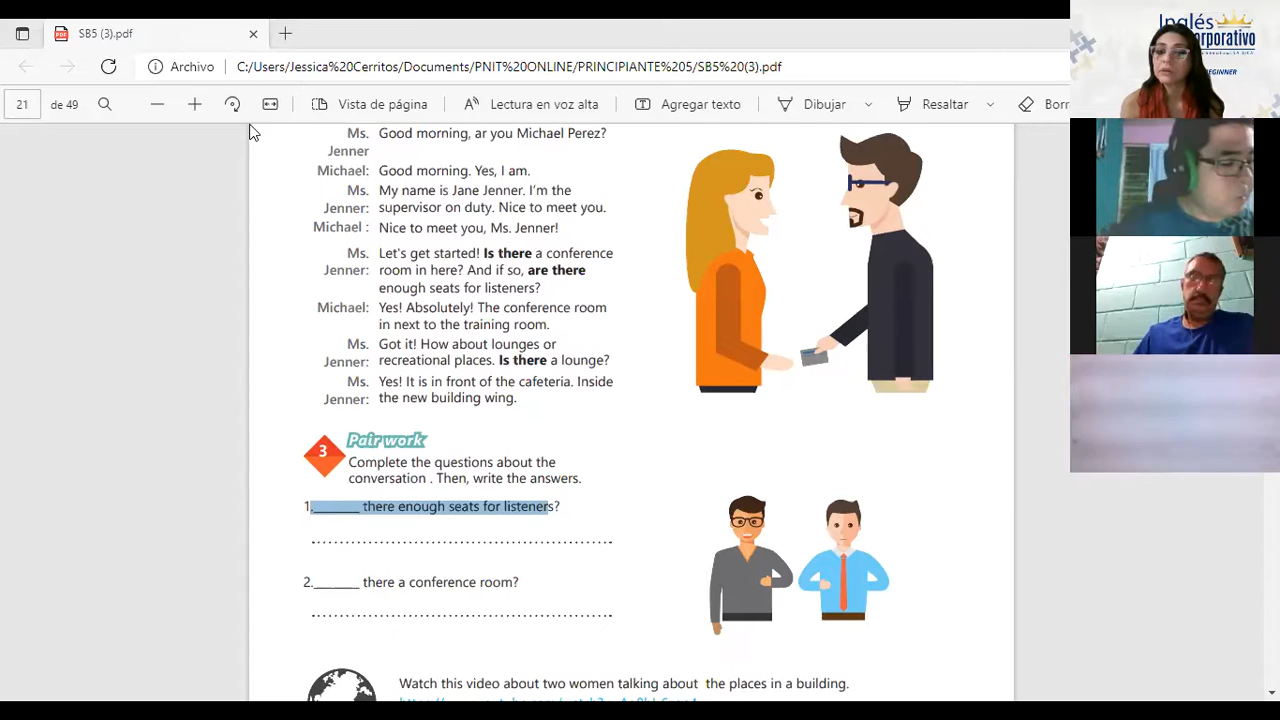 SB5 (3).pdf
Archivo
C:/Users/Jessica%20Cerritos/Documents/PNIT%20ONLINE/PRINCIPIANTE%205/SB5%20(3).pdf
21 de 49
Vista de página
Lectura en voz alta
Agregar texto
Dibujar
Resaltar
Borr
Inglés
orporativo
EGINNER
Ms. Good morning, ar you Michael Perez?
Jenner
Michael: Good morning. Yes, I am.
Ms. My name is Jane Jenner. I'm the
Jenner: supervisor on duty. Nice to meet you.
Michael : Nice to meet you, Ms. Jenner!
Ms. Let's get started! Is there a conference
Jenner: room in here? And if so, are there
enough seats for listeners?
Michael: Yes! Absolutely! The conference room
in next to the training room.
Ms. Got it! How about lounges or
Jenner: recreational places. Is there a lounge?
Ms. Yes! It is in front of the cafeteria. Inside
Jenner: the new building wing.
3 Pair work
Complete the questions about the
conversation . Then, write the answers.
1._______ there enough seats for listeners?
2._______ there a conference room?
Watch this video about two women talking about the places in a building.